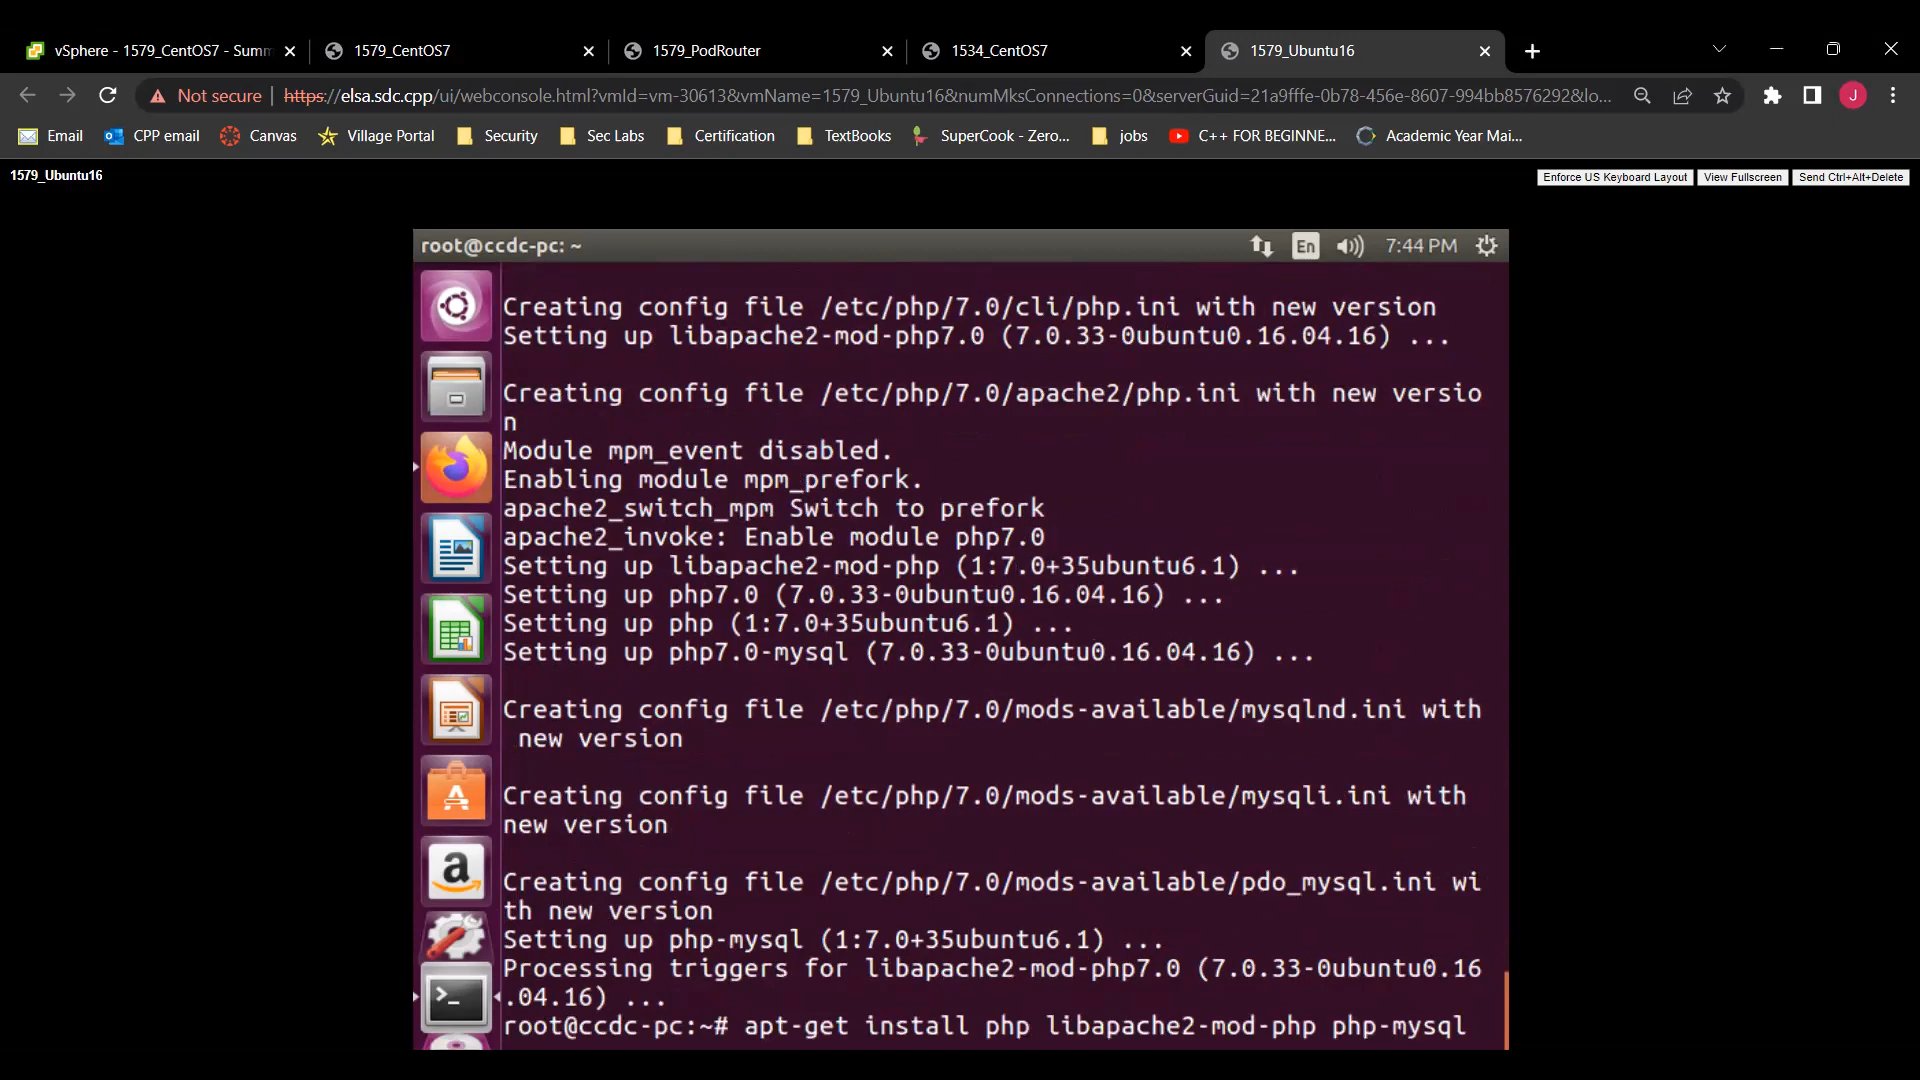 vSphere - 1579_CentOS7 - Summ
1579_CentOS7
1579_PodRouter
1534_CentOS7
1579_Ubuntu16
Not secure
https://elsa.sdc.cpp/ui/webconsole.html?vmId=vm-30613&vmName=1579_Ubuntu16&numMksConnections=0&serverGuid=21a9fffe-0b78-456e-8607-994bb8576292&lo...
J
Email
CPP email
Canvas
Village Portal
Security
Sec Labs
Certification
TextBooks
SuperCook - Zero...
jobs
C++ FOR BEGINNE...
Academic Year Mai...
1579_Ubuntu16
Enforce US Keyboard Layout
View Fullscreen
Send Ctrl+Alt+Delete
root@ccdc-pc: ~
En
7:44 PM
Creating config file /etc/php/7.0/cli/php.ini with new version
Setting up libapache2-mod-php7.0 (7.0.33-0ubuntu0.16.04.16) ...
Creating config file /etc/php/7.0/apache2/php.ini with new versio
n
Module mpm_event disabled.
Enabling module mpm_prefork.
apache2_switch_mpm Switch to prefork
apache2_invoke: Enable module php7.0
Setting up libapache2-mod-php (1:7.0+35ubuntu6.1) ...
Setting up php7.0 (7.0.33-0ubuntu0.16.04.16) ...
Setting up php (1:7.0+35ubuntu6.1) ...
Setting up php7.0-mysql (7.0.33-0ubuntu0.16.04.16) ...
Creating config file /etc/php/7.0/mods-available/mysqlnd.ini with
new version
Creating config file /etc/php/7.0/mods-available/mysqli.ini with
new version
Creating config file /etc/php/7.0/mods-available/pdo_mysql.ini wi
th new version
Setting up php-mysql (1:7.0+35ubuntu6.1) ...
Processing triggers for libapache2-mod-php7.0 (7.0.33-0ubuntu0.16
.04.16) ...
root@ccdc-pc:~# apt-get install php libapache2-mod-php php-mysql